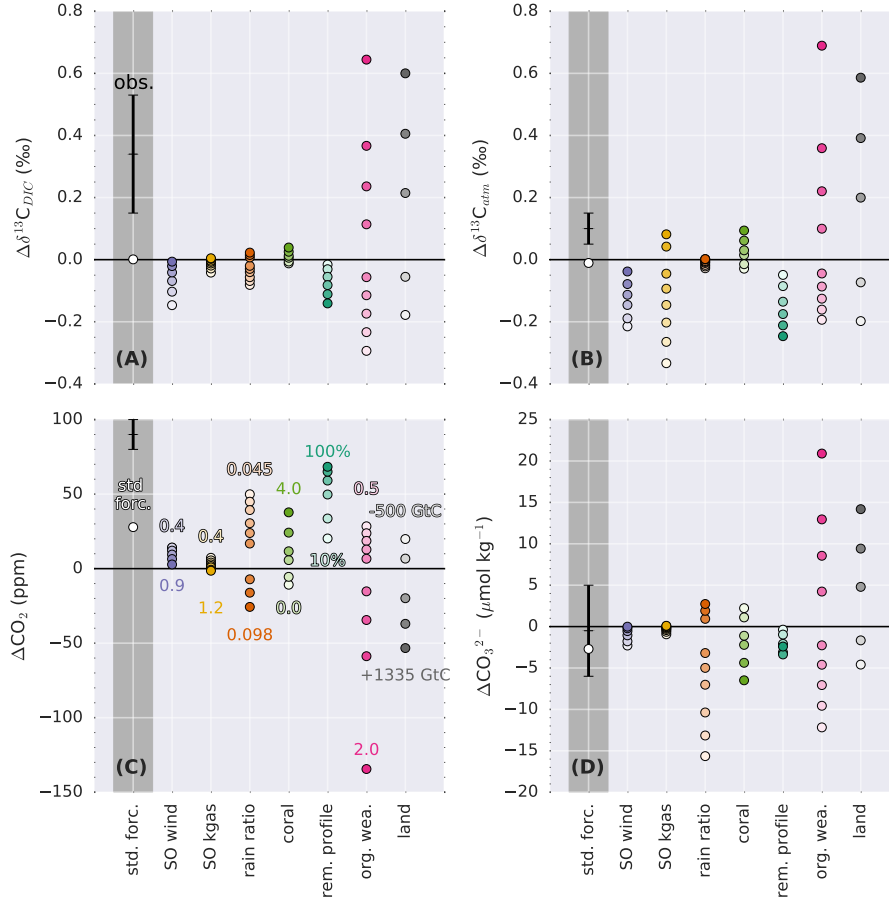 0.8
0.6
0.4
0.2
0.0
−0.2
−0.4
Δδ¹³C_DIC (‰)
obs.
(A)
0.8
0.6
0.4
0.2
0.0
−0.2
−0.4
Δδ¹³C_atm (‰)
(B)
100
50
0
−50
−100
−150
ΔCO₂ (ppm)
std
forc.
0.4
0.9
0.4
1.2
0.045
0.098
4.0
0.0
100%
10%
0.5
2.0
-500 GtC
+1335 GtC
(C)
std. forc.
SO wind
SO kgas
rain ratio
coral
rem. profile
org. wea.
land
25
20
15
10
5
0
−5
−10
−15
−20
ΔCO₃²⁻ (μmol kg⁻¹)
(D)
std. forc.
SO wind
SO kgas
rain ratio
coral
rem. profile
org. wea.
land